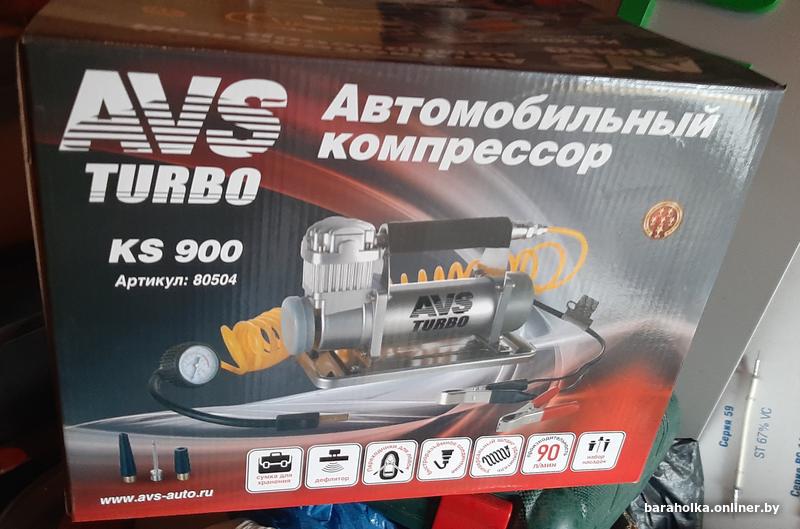 AVS
TURBO
Автомобильный
компрессор
KS 900
Артикул: 80504
AVS
TURBO
сумка для
хранения
дефлятор
90
л/мин
набор
насадок
www.avs-auto.ru
Серия 59
ST 67% VC
baraholka.onliner.by